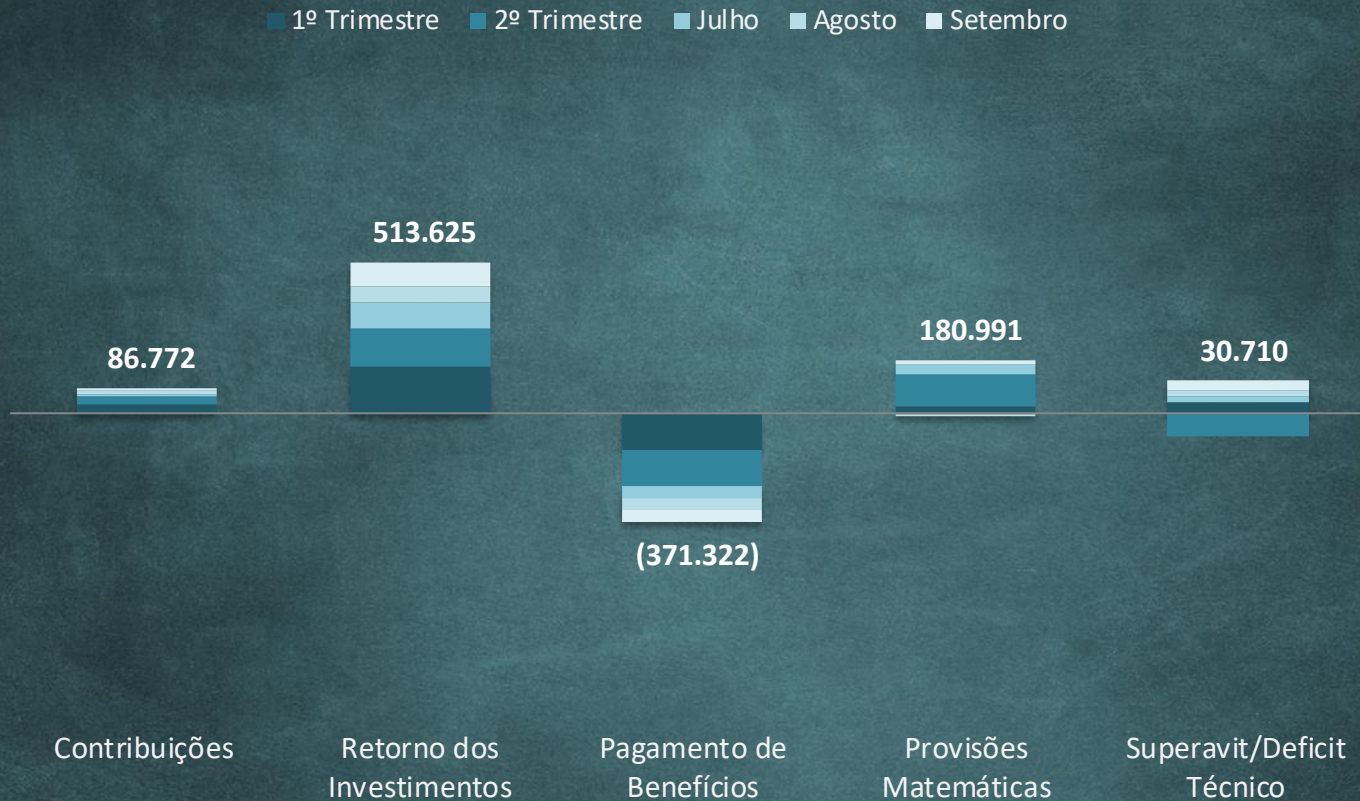 1º Trimestre 2º Trimestre Julho Agosto Setembro
513.625
86.772
180.991
30.710
(371.322)
Contribuições
Retorno dos
Investimentos
Pagamento de
Benefícios
Provisões
Matemáticas
Superavit/Deficit
Técnico